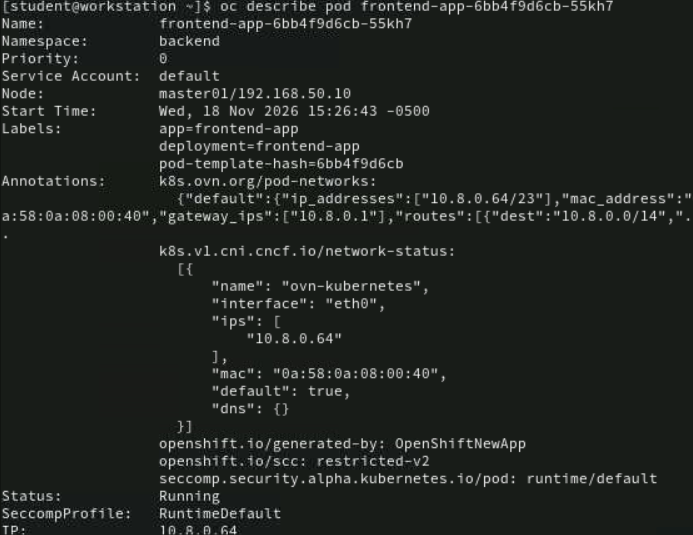 [student@workstation ~]$ oc describe pod frontend-app-6bb4f9d6cb-55kh7
Name:             frontend-app-6bb4f9d6cb-55kh7
Namespace:        backend
Priority:         0
Service Account:  default
Node:             master01/192.168.50.10
Start Time:       Wed, 18 Nov 2026 15:26:43 -0500
Labels:           app=frontend-app
                  deployment=frontend-app
                  pod-template-hash=6bb4f9d6cb
Annotations:      k8s.ovn.org/pod-networks:
                    {"default":{"ip_addresses":["10.8.0.64/23"],"mac_address":"
a:58:0a:08:00:40","gateway_ips":["10.8.0.1"],"routes":[{"dest":"10.8.0.0/14",".
.
                  k8s.v1.cni.cncf.io/network-status:
                    [{
                        "name": "ovn-kubernetes",
                        "interface": "eth0",
                        "ips": [
                            "10.8.0.64"
                        ],
                        "mac": "0a:58:0a:08:00:40",
                        "default": true,
                        "dns": {}
                    }]
                  openshift.io/generated-by: OpenShiftNewApp
                  openshift.io/scc: restricted-v2
                  seccomp.security.alpha.kubernetes.io/pod: runtime/default
Status:           Running
SeccompProfile:   RuntimeDefault
IP:               10.8.0.64